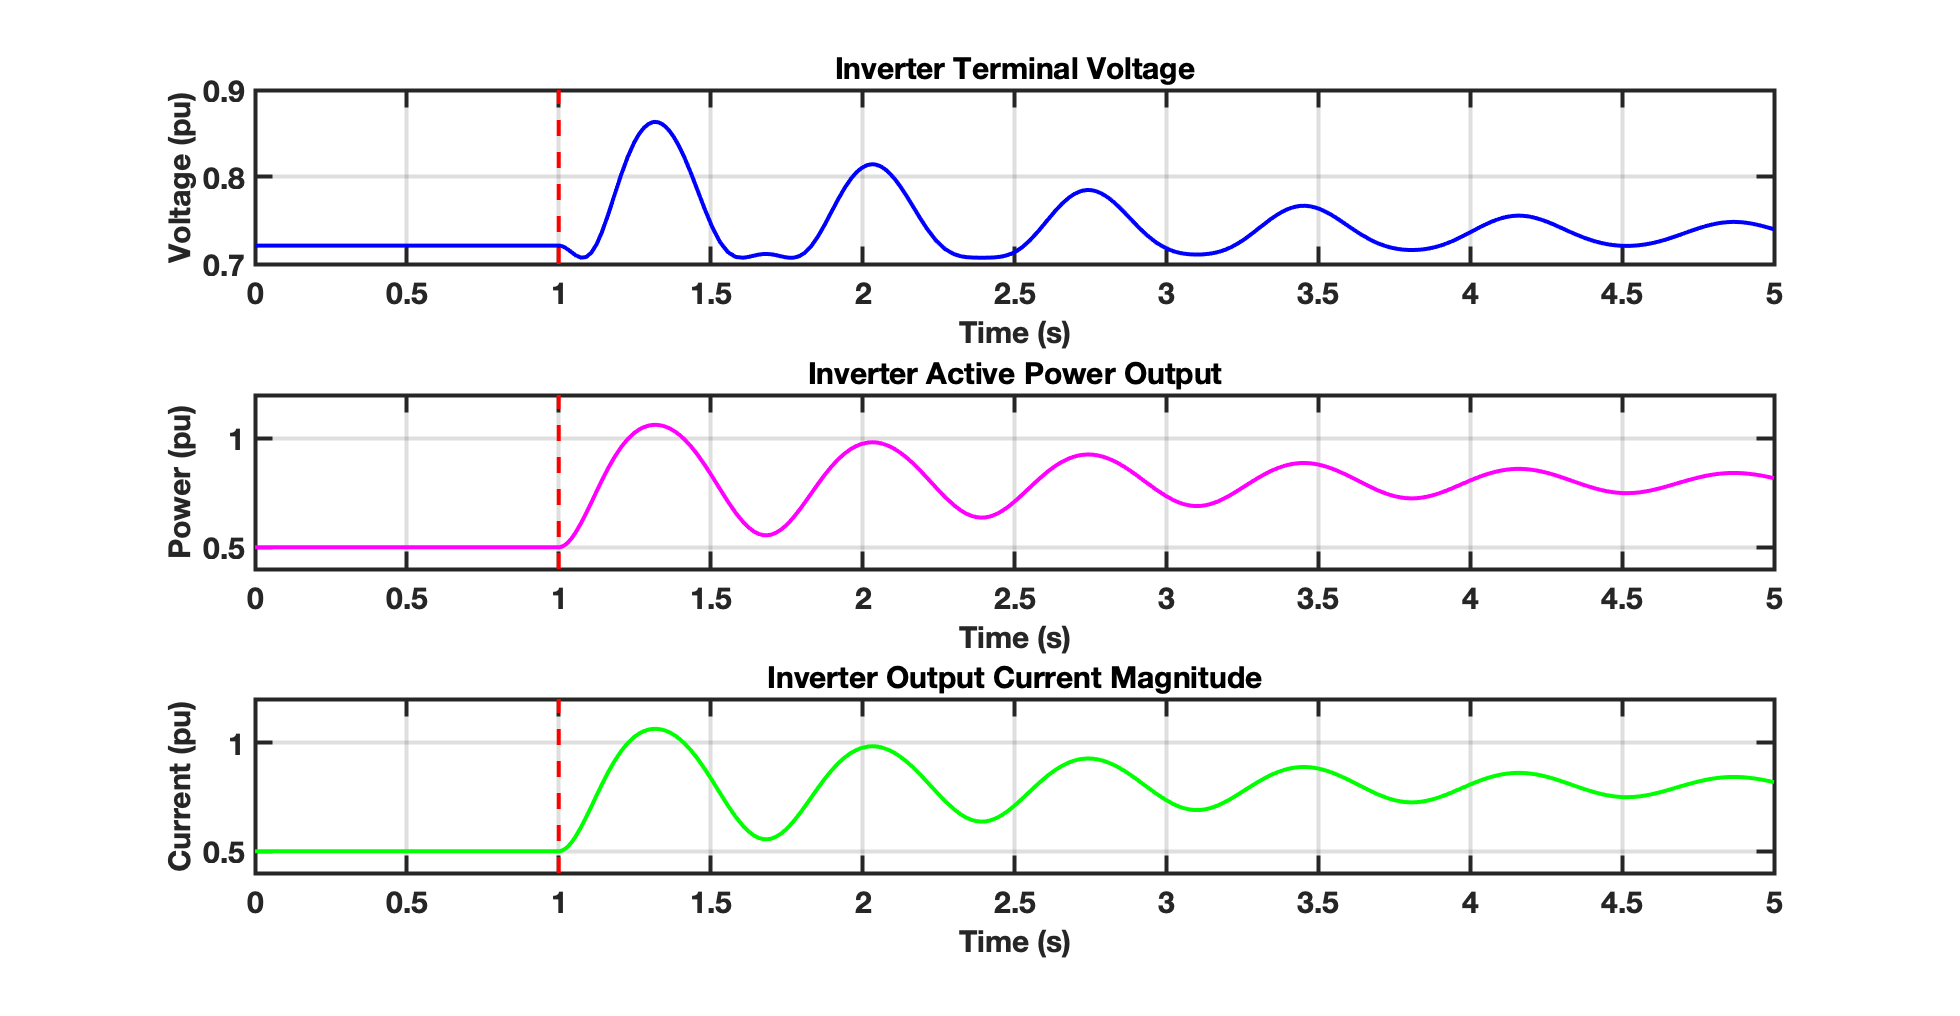 Inverter Terminal Voltage
Voltage (pu)
0.9
0.8
0.7
0 0.5 1 1.5 2 2.5 3 3.5 4 4.5 5
Time (s)
Inverter Active Power Output
Power (pu)
1
0.5
0 0.5 1 1.5 2 2.5 3 3.5 4 4.5 5
Time (s)
Inverter Output Current Magnitude
Current (pu)
1
0.5
0 0.5 1 1.5 2 2.5 3 3.5 4 4.5 5
Time (s)